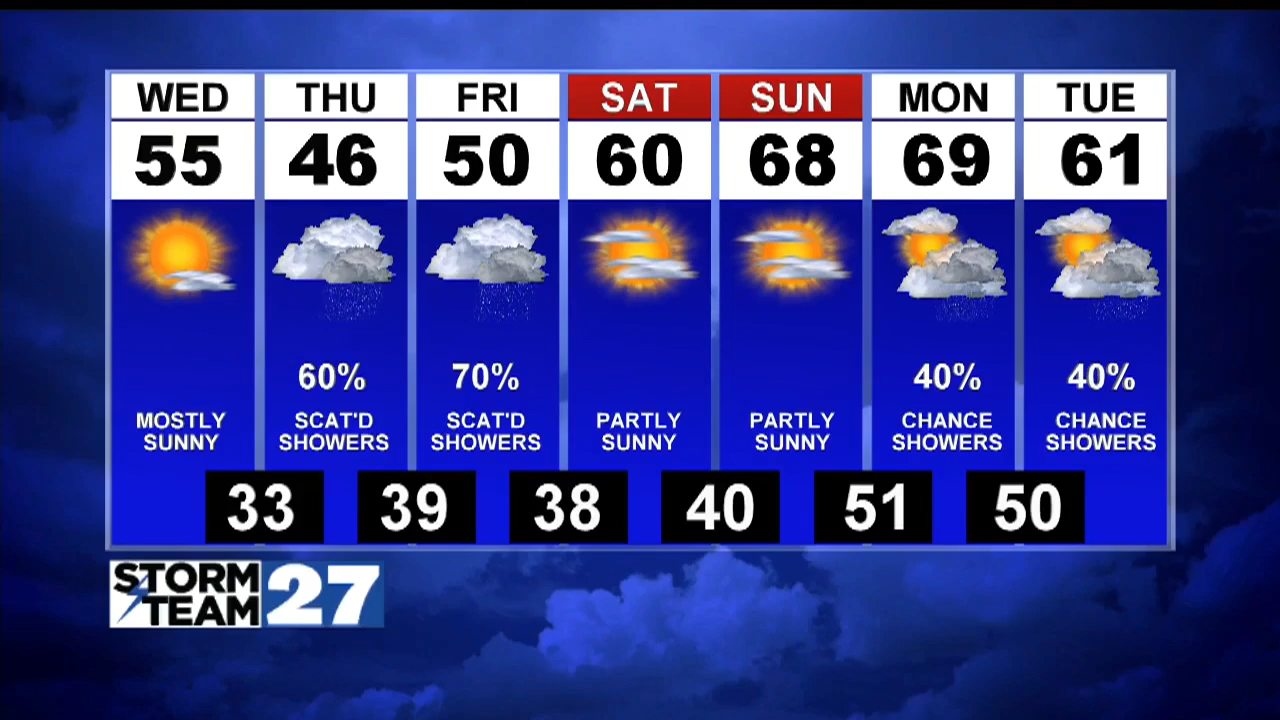 WED THU FRI SAT SUN MON TUE
55 46 50 60 68 69 61
60% 70% 40% 40%
MOSTLY SCAT'D SCAT'D PARTLY PARTLY CHANCE CHANCE
SUNNY SHOWERS SHOWERS SUNNY SUNNY SHOWERS SHOWERS
33 39 38 40 51 50
STORM
TEAM
27